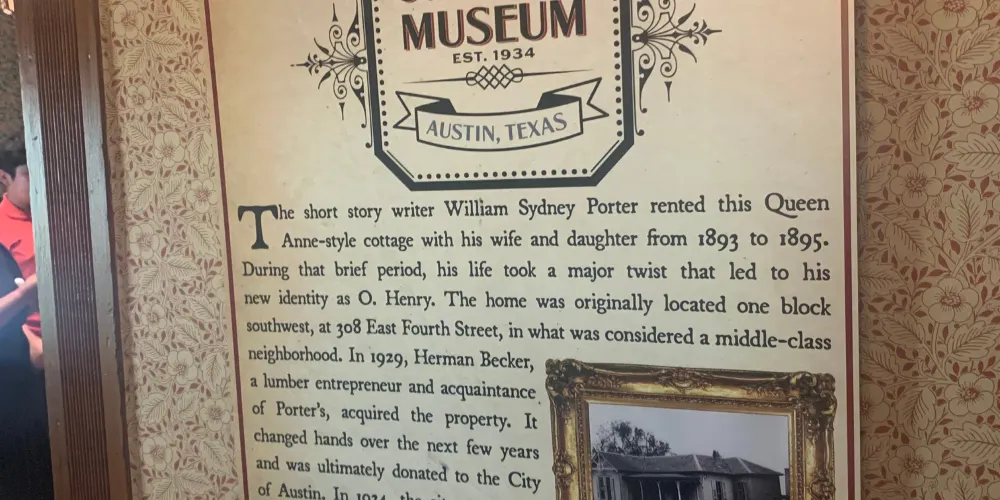 MUSEUM
EST. 1934
AUSTIN, TEXAS
The short story writer William Sydney Porter rented this Queen
Anne-style cottage with his wife and daughter from 1893 to 1895.
During that brief period, his life took a major twist that led to his
new identity as O. Henry. The home was originally located one block
southwest, at 308 East Fourth Street, in what was considered a middle-class
neighborhood. In 1929, Herman Becker,
a lumber entrepreneur and acquaintance
of Porter's, acquired the property. It
changed hands over the next few years
and was ultimately donated to the City
of Austin. In 1934, the